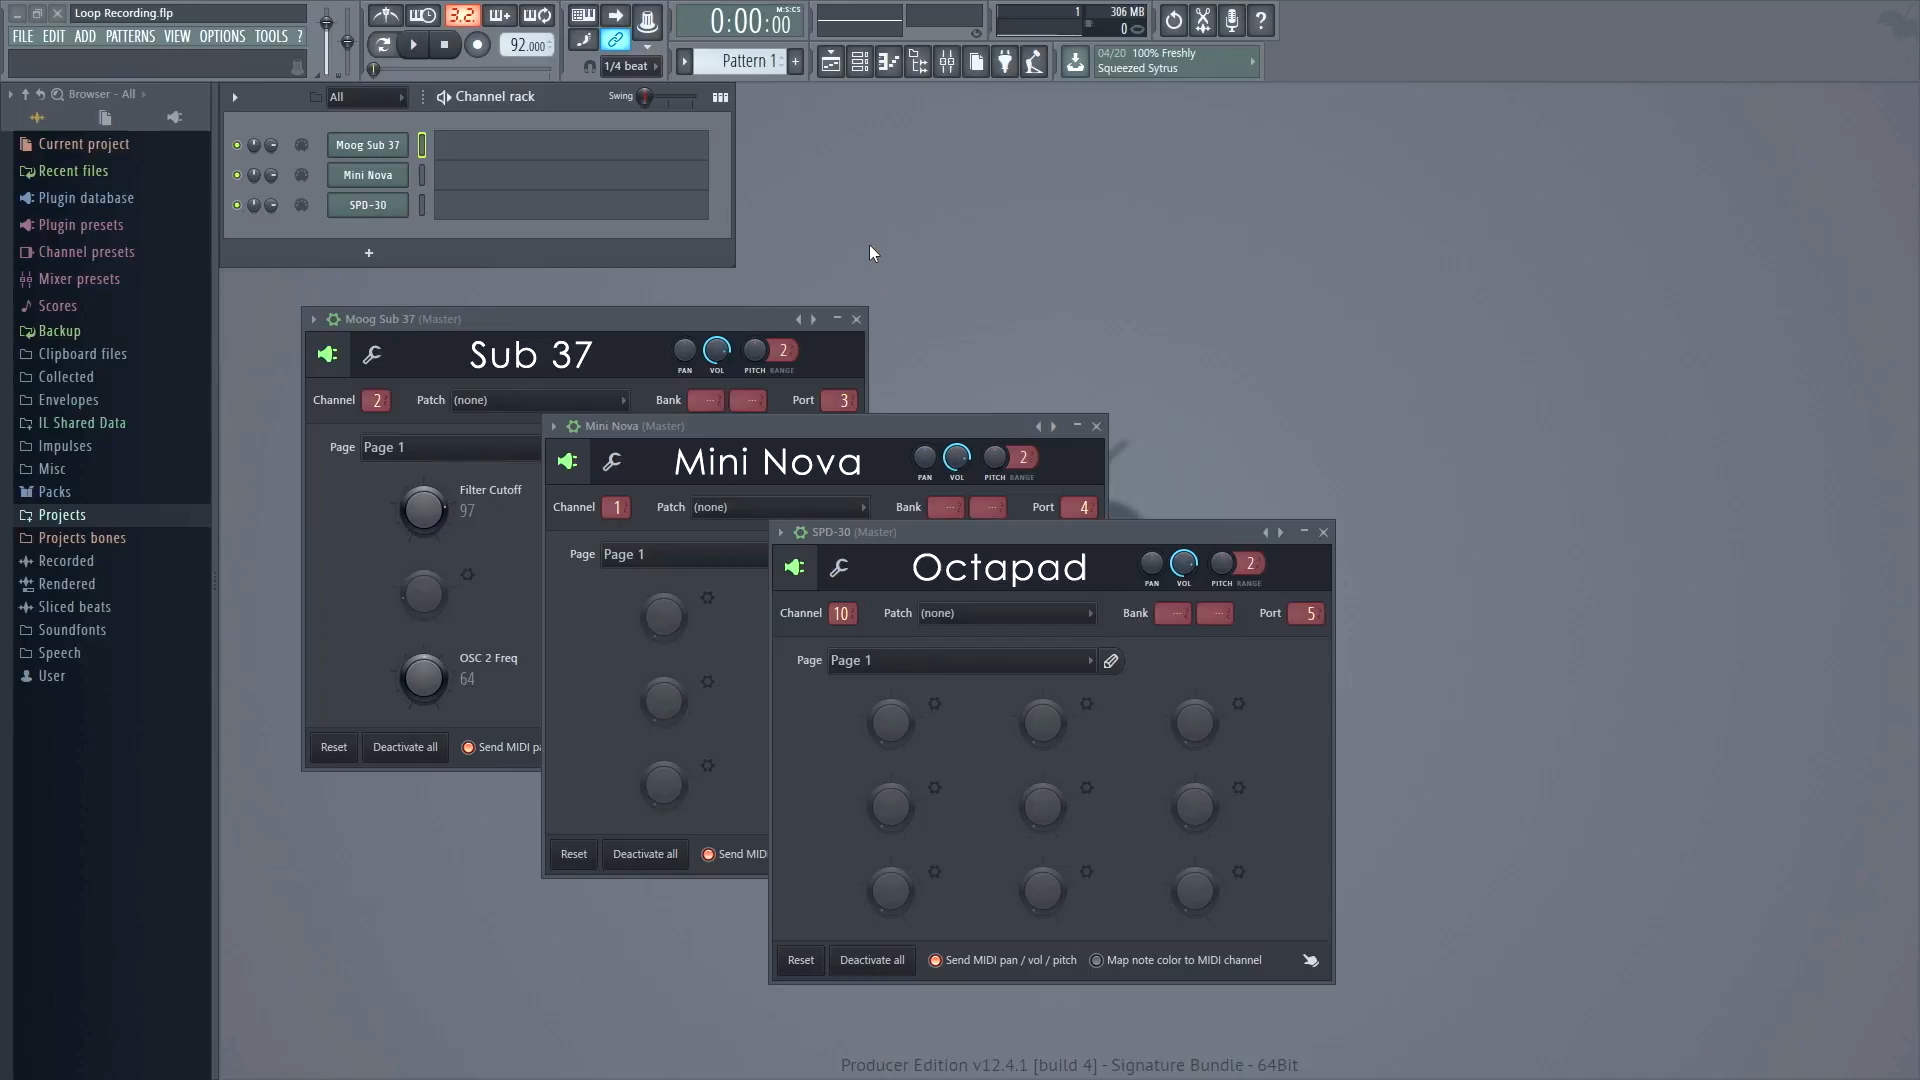 Loop Recording.flp
FILE EDIT ADD PATTERNS VIEW OPTIONS TOOLS ?
3.2
92.000
1/4 beat
0:00:00
M:S:CS
Pattern 1
+
1
306 MB
0
04/20 100% Freshly
Squeezed Sytrus
Browser - All
Current project
Recent files
Plugin database
Plugin presets
Channel presets
Mixer presets
Scores
Backup
Clipboard files
Collected
Envelopes
IL Shared Data
Impulses
Misc
Packs
Projects
Projects bones
Recorded
Rendered
Sliced beats
Soundfonts
Speech
User
All
Channel rack
Swing
Moog Sub 37
Mini Nova
SPD-30
+
Moog Sub 37 (Master)
Sub 37
PAN VOL PITCH RANGE
2
Channel 2 Patch (none) Bank --- --- Port 3
Page Page 1
Filter Cutoff
97
OSC 2 Freq
64
Reset Deactivate all Send MIDI pa
Mini Nova (Master)
Mini Nova
PAN VOL PITCH RANGE
2
Channel 1 Patch (none) Bank --- --- Port 4
Page Page 1
Reset Deactivate all Send MIDI
SPD-30 (Master)
Octapad
PAN VOL PITCH RANGE
2
Channel 10 Patch (none) Bank --- --- Port 5
Page Page 1
Reset Deactivate all Send MIDI pan / vol / pitch Map note color to MIDI channel
Producer Edition v12.4.1 [build 4] - Signature Bundle - 64Bit